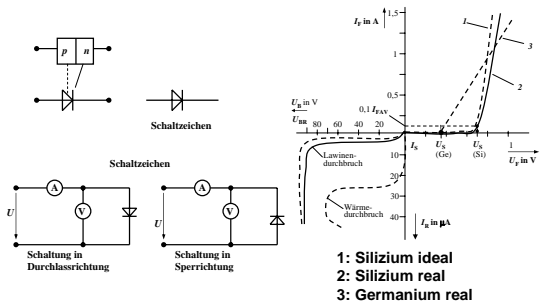 p n
Schaltzeichen
Schaltzeichen
A
V
U
Schaltung in
Durchlassrichtung
A
V
U
Schaltung in
Sperrichtung
I_F in A
1,5
1
0,5
0,1 I_FAV
1
3
2
U_R in V
U_BR
80 60 40 20
I_S
U_S
(Ge)
U_S
(Si)
1
U_F in V
Lawinen-
durchbruch
10
20
30
40
Wärme-
durchbruch
I_R in µA
1: Silizium ideal
2: Silizium real
3: Germanium real